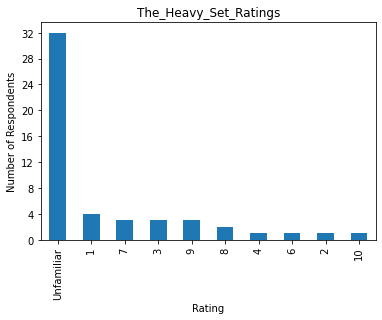 The_Heavy_Set_Ratings
Number of Respondents
32
28
24
20
16
12
8
4
0
Unfamiliar 1 7 3 9 8 4 6 2 10
Rating